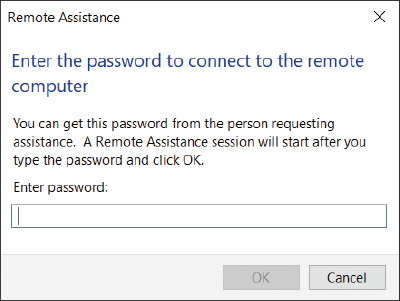 Remote Assistance
Enter the password to connect to the remote
computer
You can get this password from the person requesting
assistance.  A Remote Assistance session will start after you
type the password and click OK.
Enter password:
OK
Cancel